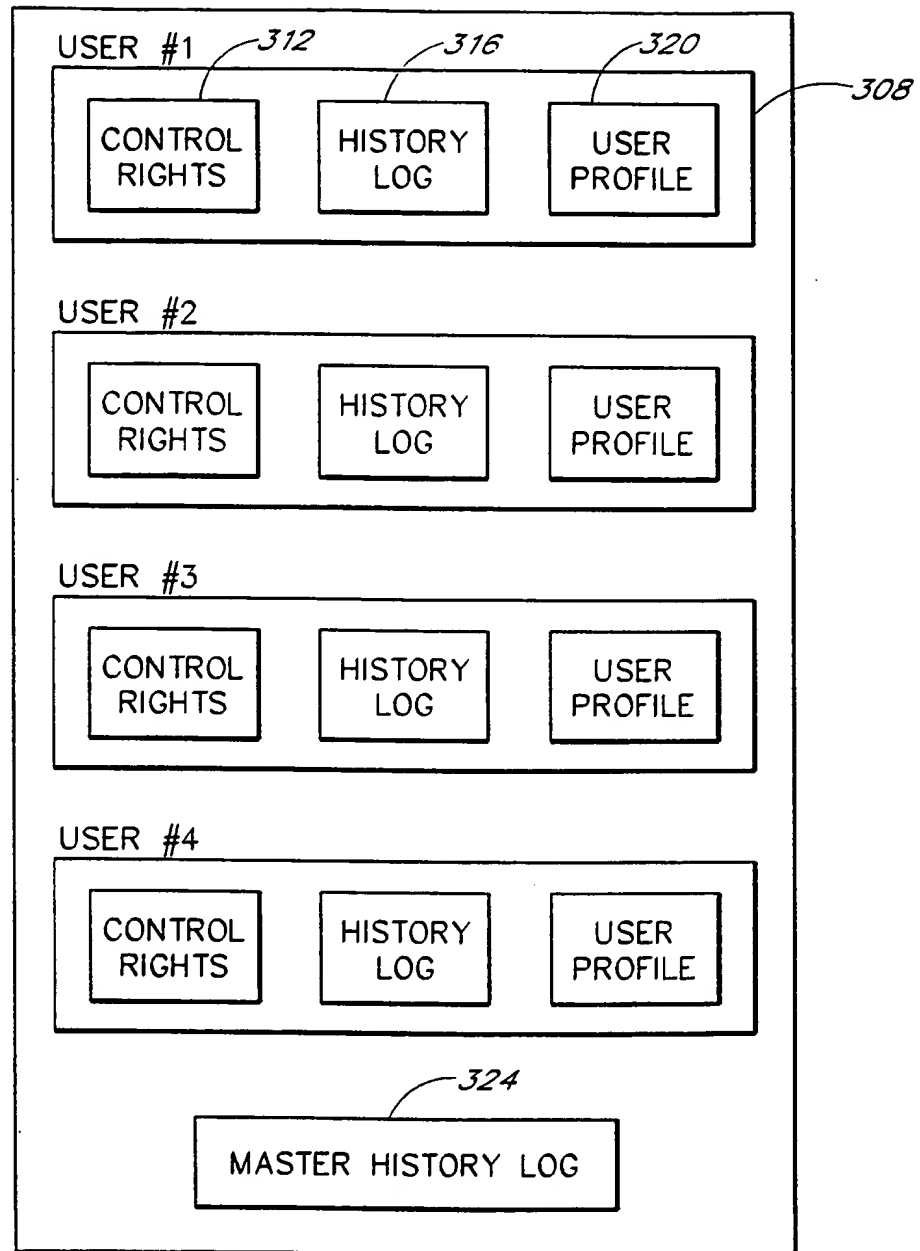 USER #1
312
316
320
308
CONTROL
RIGHTS
HISTORY
LOG
USER
PROFILE
USER #2
CONTROL
RIGHTS
HISTORY
LOG
USER
PROFILE
USER #3
CONTROL
RIGHTS
HISTORY
LOG
USER
PROFILE
USER #4
CONTROL
RIGHTS
HISTORY
LOG
USER
PROFILE
324
MASTER HISTORY LOG